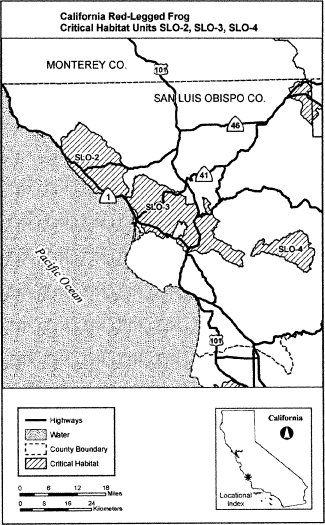 California Red-Legged Frog
Critical Habitat Units SLO-2, SLO-3, SLO-4
MONTEREY CO.
101
SAN LUIS OBISPO CO.
46
SLO-2
41
1
SLO-3
SLO-4
Pacific Ocean
101
Highways
Water
County Boundary
Critical Habitat
0 6 12 18
Miles
0 8 16 24
Kilometers
California
Locational
Index